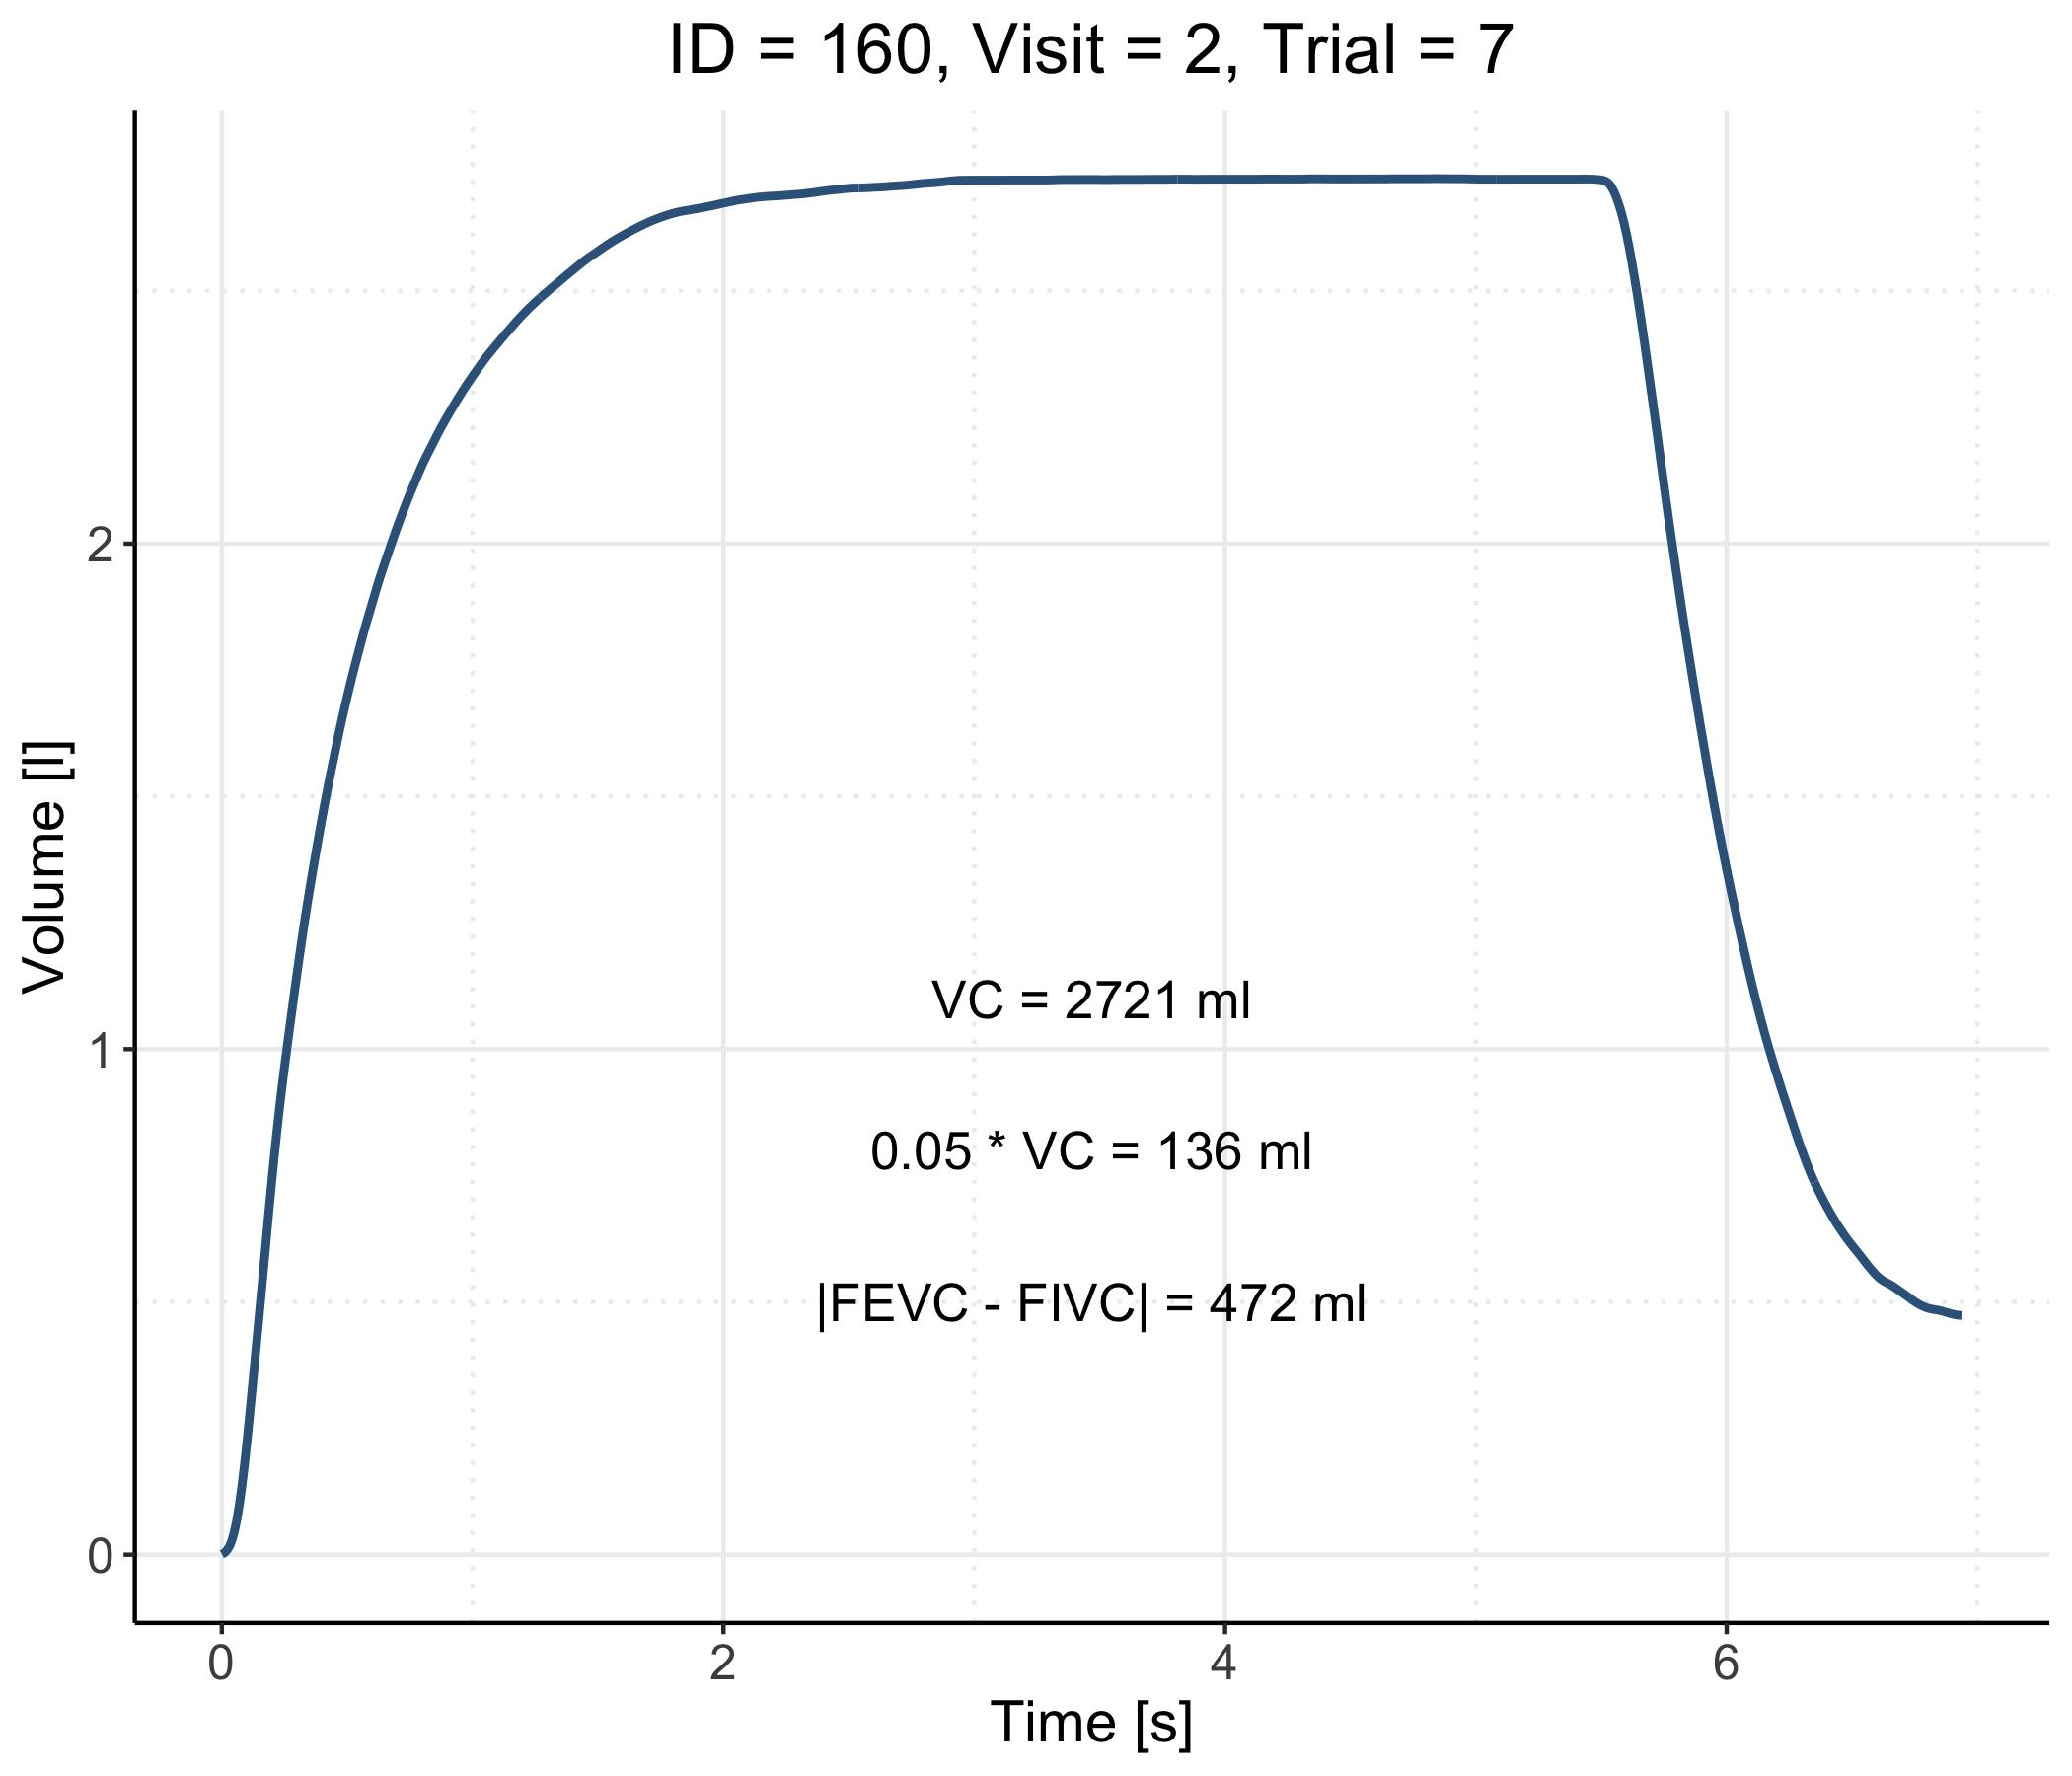 ID = 160, Visit = 2, Trial = 7
Volume [l]
2
1
0
VC = 2721 ml
0.05 * VC = 136 ml
|FEVC - FIVC| = 472 ml
0 2 4 6
Time [s]